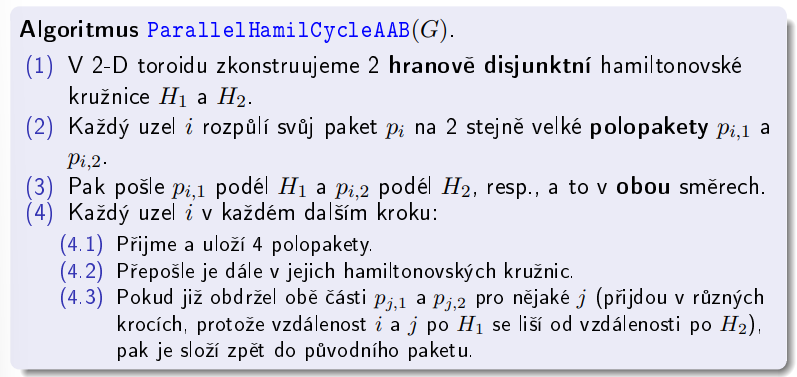 Algoritmus ParallelHamilCycleAAB(G).
(1) V 2-D toroidu zkonstruujeme 2 hranově disjunktní hamiltonovské
kružnice H₁ a H₂.
(2) Každý uzel i rozpůlí svůj paket pᵢ na 2 stejně velké polopakety pᵢ,₁ a
pᵢ,₂.
(3) Pak pošle pᵢ,₁ podél H₁ a pᵢ,₂ podél H₂, resp., a to v obou směrech.
(4) Každý uzel i v každém dalším kroku:
(4.1) Přijme a uloží 4 polopakety.
(4.2) Přepošle je dále v jejich hamiltonovských kružnic.
(4.3) Pokud již obdržel obě části pⱼ,₁ a pⱼ,₂ pro nějaké j (přijdou v různých
krocích, protože vzdálenost i a j po H₁ se liší od vzdálenosti po H₂),
pak je složí zpět do původního paketu.